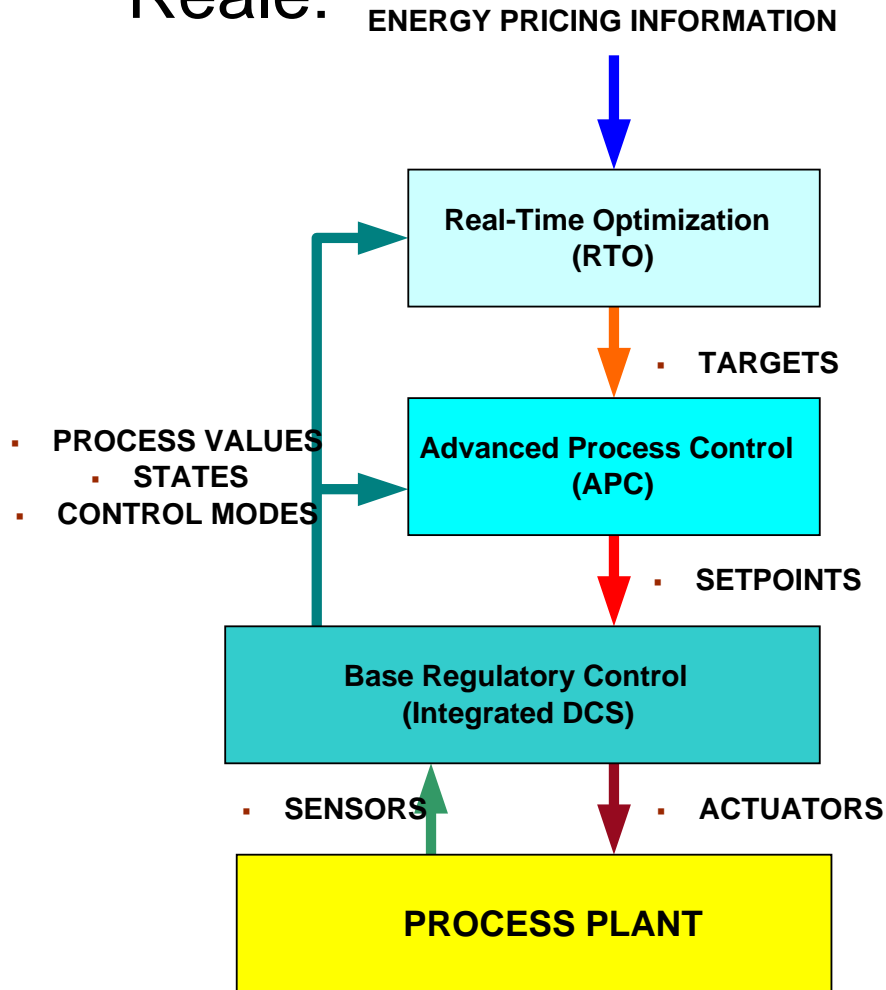 Reale:
ENERGY PRICING INFORMATION
Real-Time Optimization
(RTO)
▪ TARGETS
▪ PROCESS VALUES
▪ STATES
▪ CONTROL MODES
Advanced Process Control
(APC)
▪ SETPOINTS
Base Regulatory Control
(Integrated DCS)
▪ SENSORS
▪ ACTUATORS
PROCESS PLANT